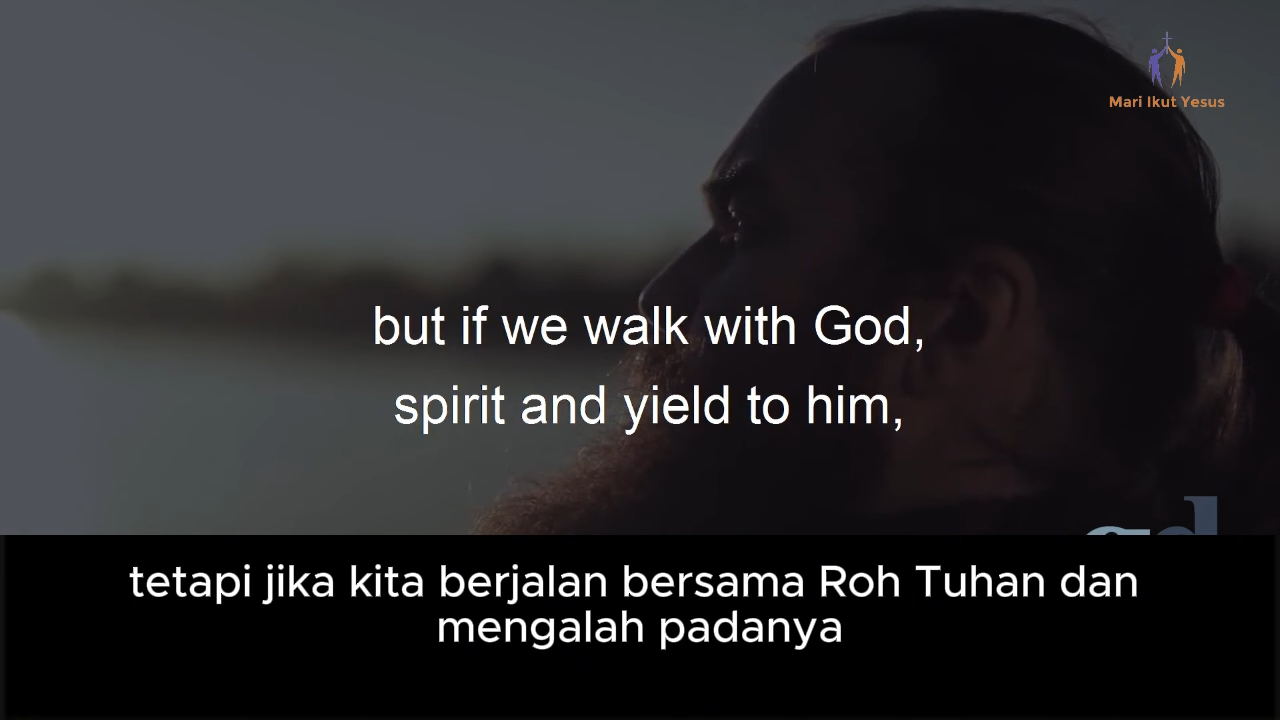 Mari Ikut Yesus
but if we walk with God,
spirit and yield to him,
tetapi jika kita berjalan bersama Roh Tuhan dan
mengalah padanya